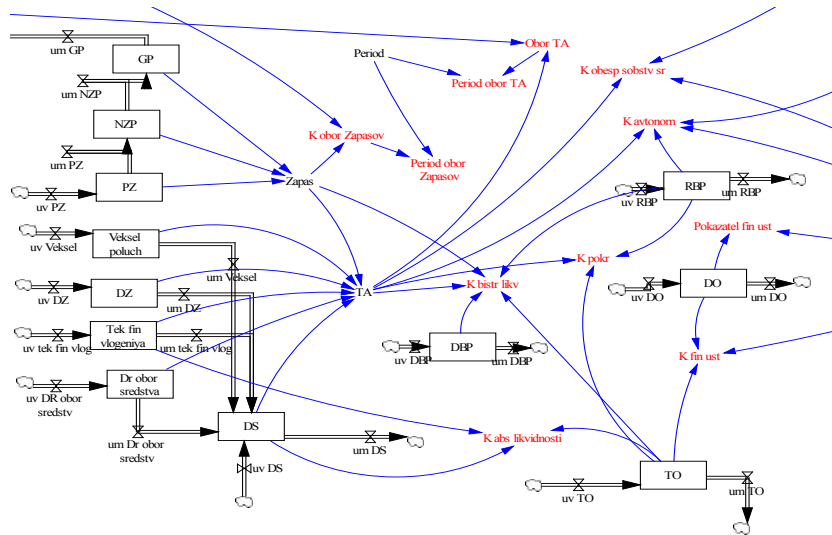 um GP
GP
um NZP
NZP
um PZ
PZ
uv PZ
Period
Obor TA
Period obor TA
K obesp sobstv sr
K avtonom
K obor Zapasov
Period obor
Zapasov
Zapas
RBP
uv RBP
um RBP
Veksel
poluch
uv Veksel
um Veksel
Pokazatel fin ust
K pokr
DZ
uv DZ
um DZ
TA
K bistr likv
DO
uv DO
um DO
Tek fin
vlogeniya
uv tek fin vlog
um tek fin vlog
DBP
uv DBP
um DBP
K fin ust
Dr obor
sredstva
uv DR obor
sredstv
DS
um DS
um Dr obor
sredstv
uv DS
K abs likvidnosti
TO
uv TO
um TO